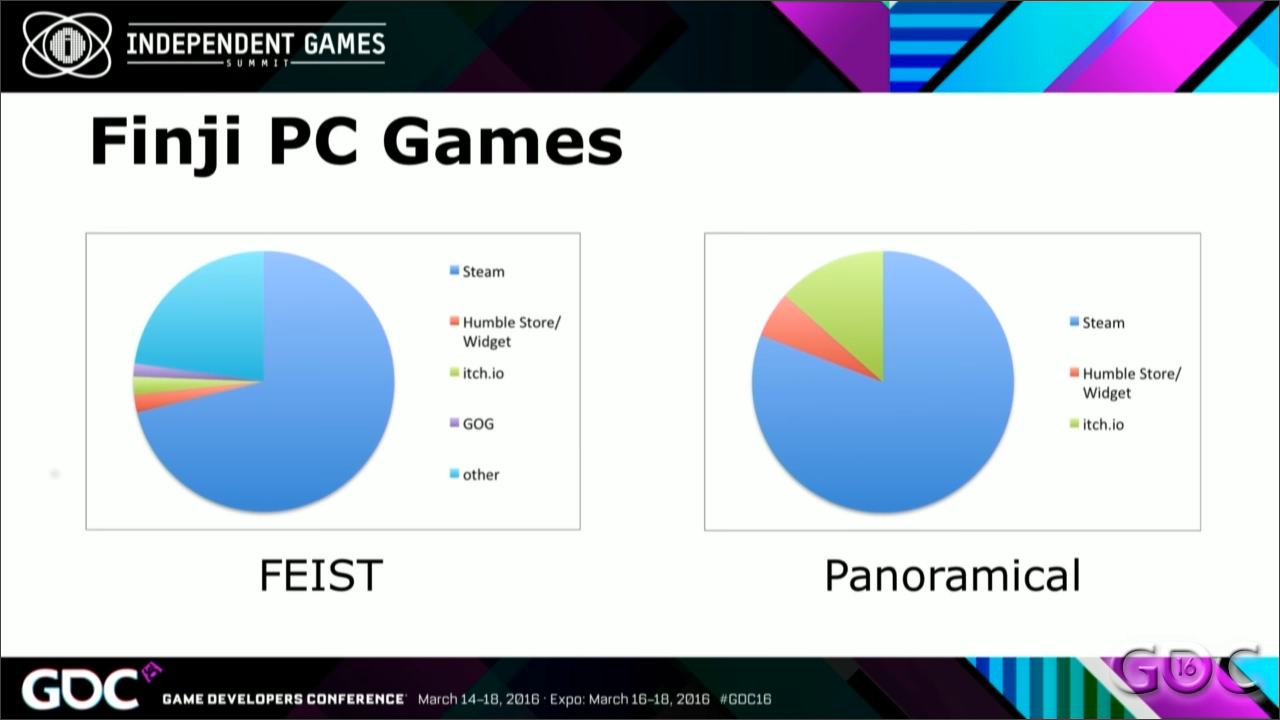 INDEPENDENT GAMES
SUMMIT
Finji PC Games
Steam
Humble Store/
Widget
itch.io
GOG
other
FEIST
Steam
Humble Store/
Widget
itch.io
Panoramical
GDC
GAME DEVELOPERS CONFERENCE
March 14–18, 2016 · Expo: March 16–18, 2016 #GDC16
GDC 16